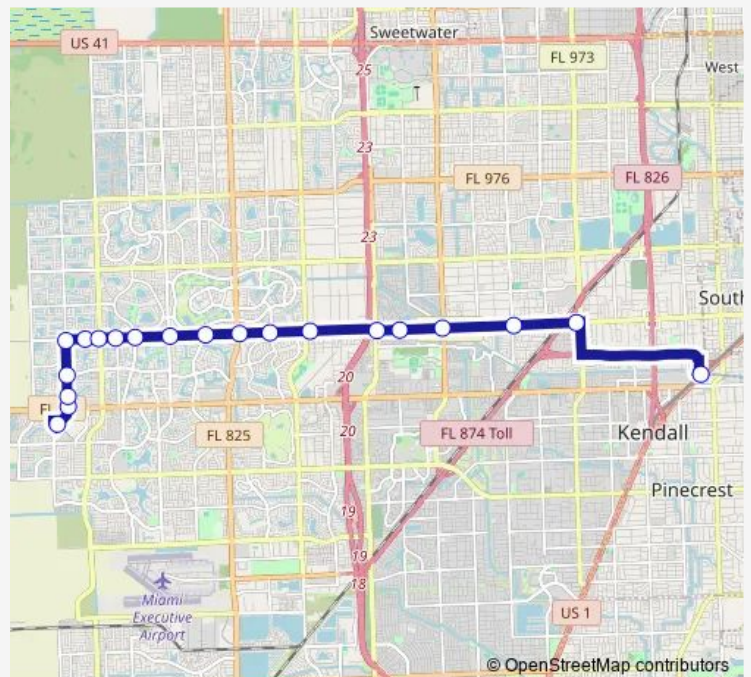 Sweetwater
US 41
25
FL 973
West
23
FL 976
FL 826
23
South
20
FL
FL 825
20
FL 874 Toll
Kendall
Pinecrest
19
19
18
Miami
Executive
Airport
US 1
© OpenStreetMap contributors